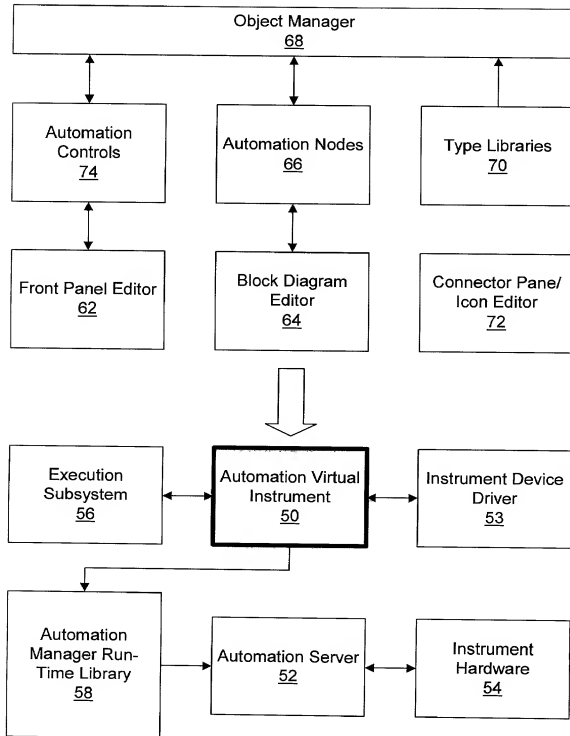 Object Manager
68
Automation
Controls
74
Automation Nodes
66
Type Libraries
70
Front Panel Editor
62
Block Diagram
Editor
64
Connector Pane/
Icon Editor
72
Execution
Subsystem
56
Automation Virtual
Instrument
50
Instrument Device
Driver
53
Automation
Manager Run-
Time Library
58
Automation Server
52
Instrument
Hardware
54